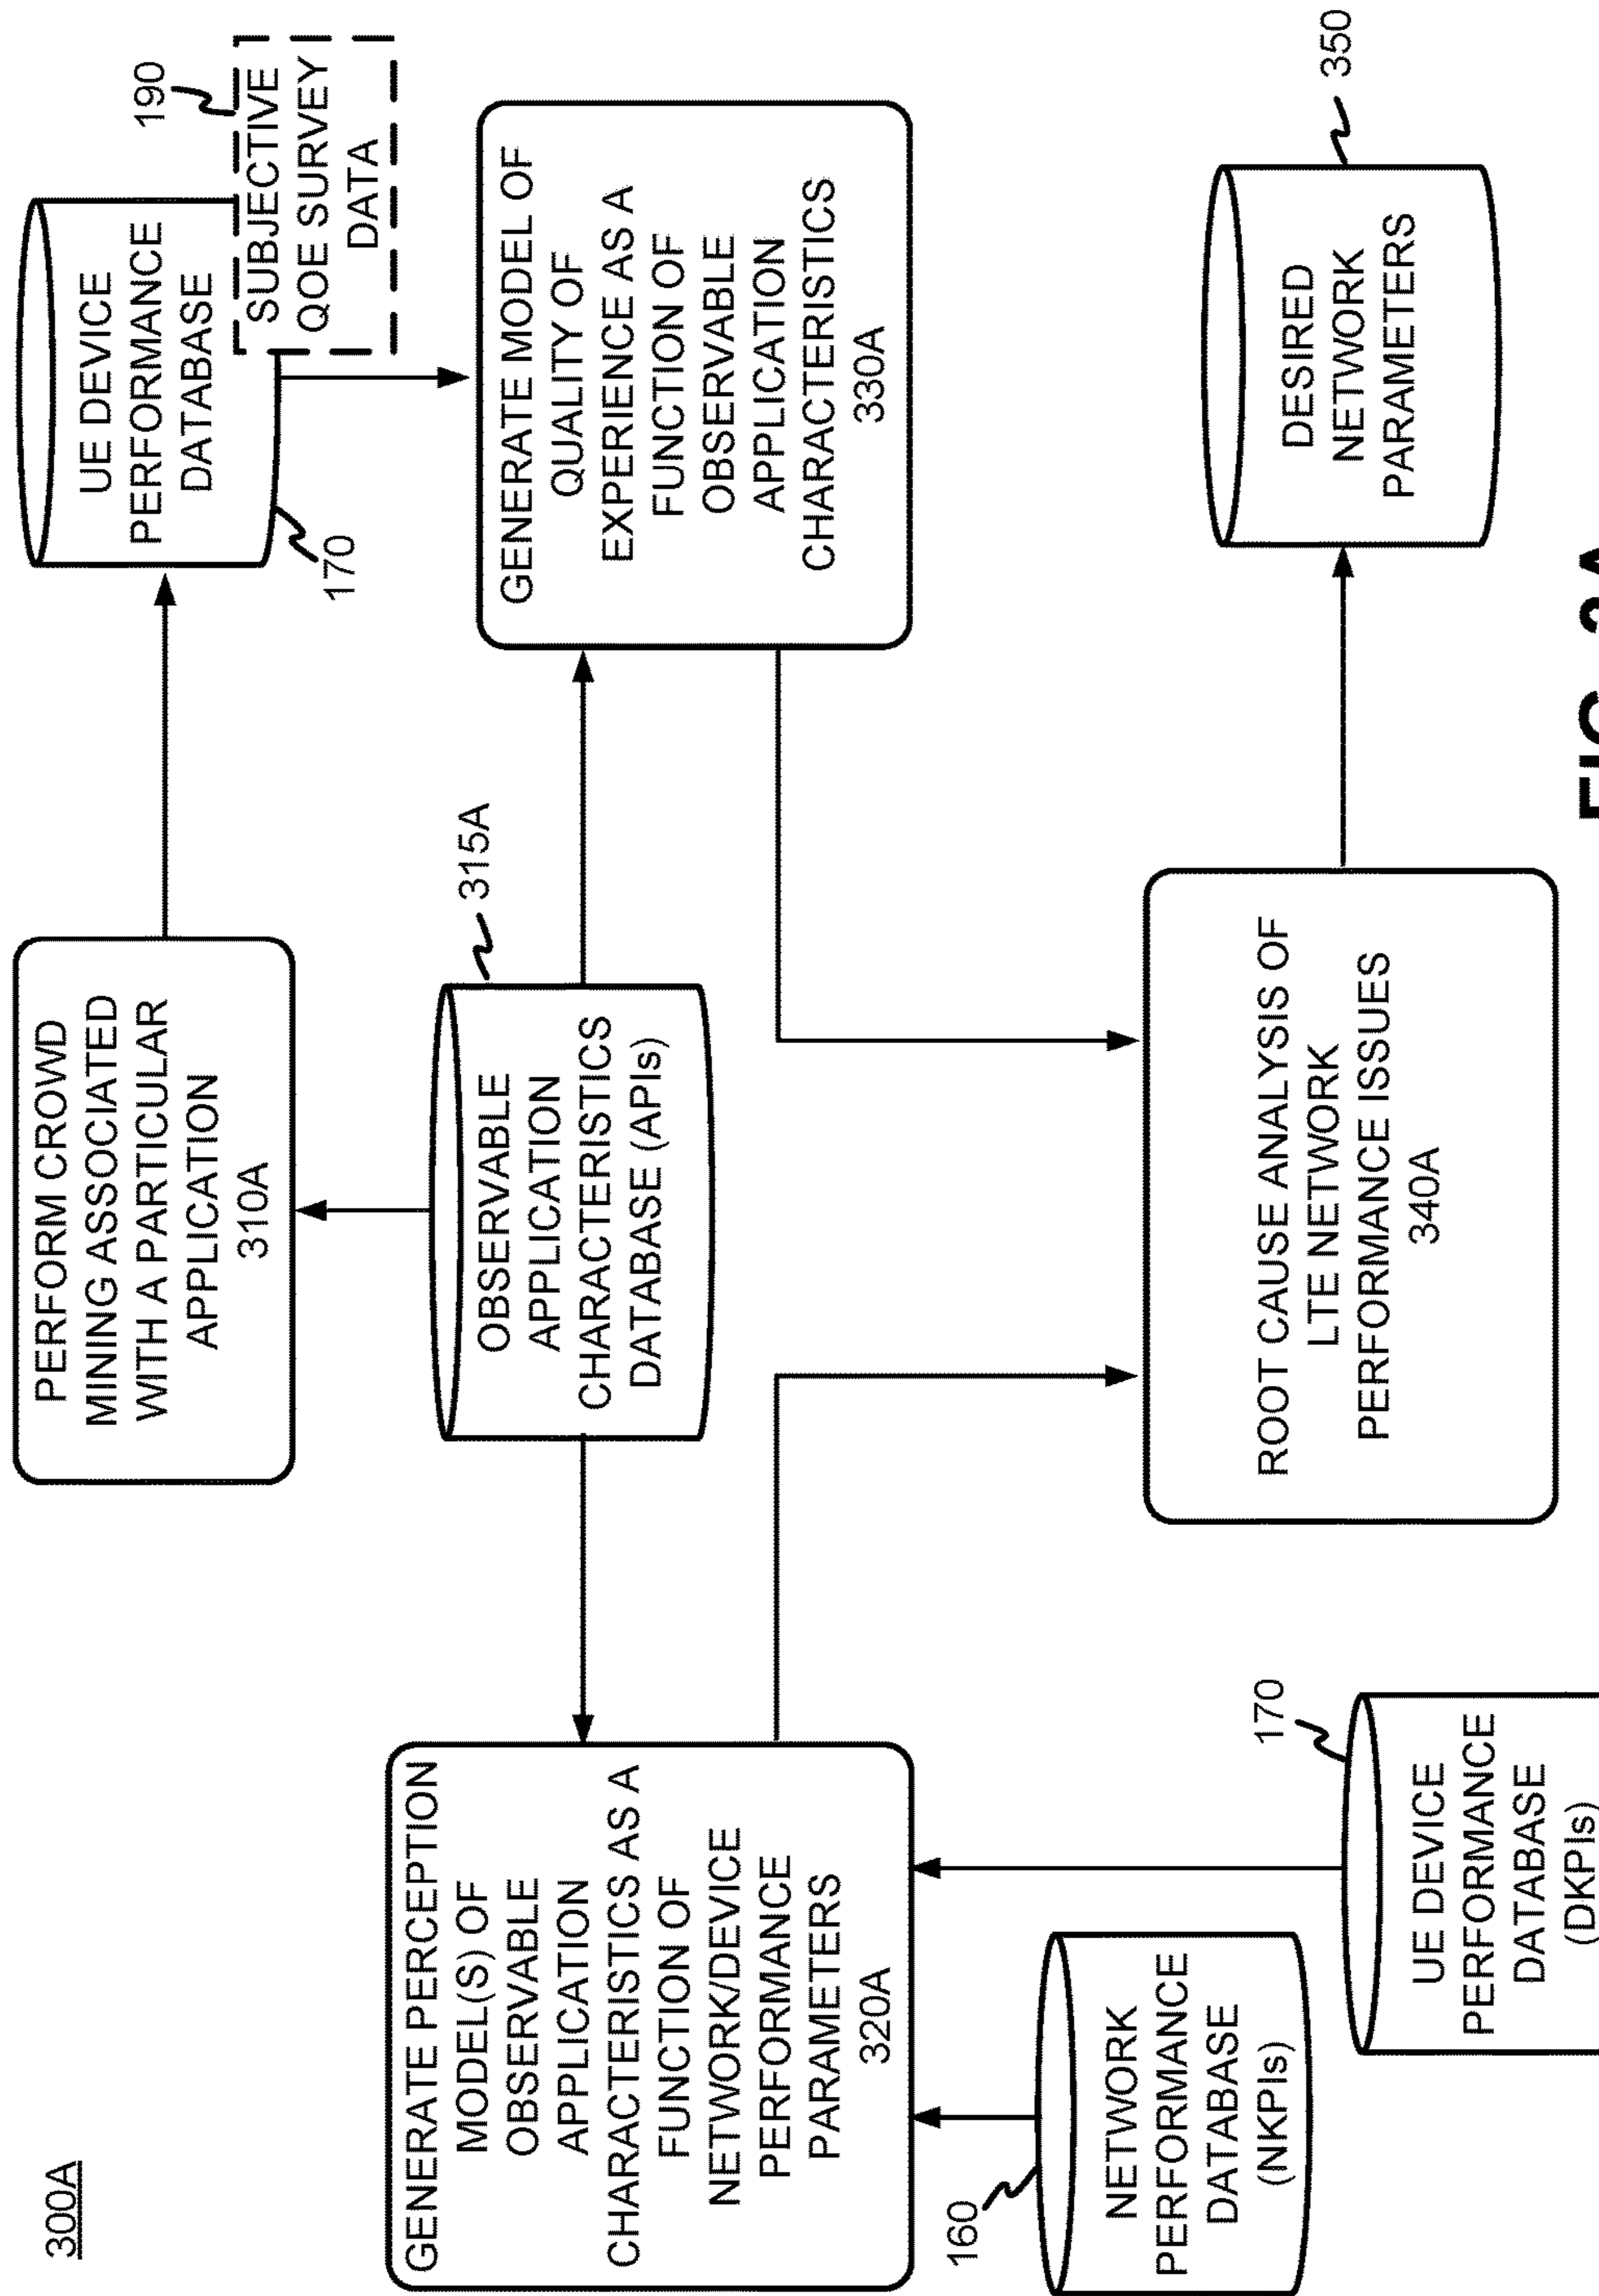 300A
PERFORM CROWD
MINING ASSOCIATED
WITH A PARTICULAR
APPLICATION
310A
UE DEVICE
PERFORMANCE
DATABASE
170
190
SUBJECTIVE
QOE SURVEY
DATA
OBSERVABLE
APPLICATION
CHARACTERISTICS
DATABASE (APIs)
315A
GENERATE PERCEPTION
MODEL(S) OF
OBSERVABLE
APPLICATION
CHARACTERISTICS AS A
FUNCTION OF
NETWORK/DEVICE
PERFORMANCE
PARAMETERS
320A
GENERATE MODEL OF
QUALITY OF
EXPERIENCE AS A
FUNCTION OF
OBSERVABLE
APPLICATION
CHARACTERISTICS
330A
160
NETWORK
PERFORMANCE
DATABASE
(NKPIs)
170
UE DEVICE
PERFORMANCE
DATABASE
(DKPIs)
ROOT CAUSE ANALYSIS OF
LTE NETWORK
PERFORMANCE ISSUES
340A
DESIRED
NETWORK
PARAMETERS
350
FIG.